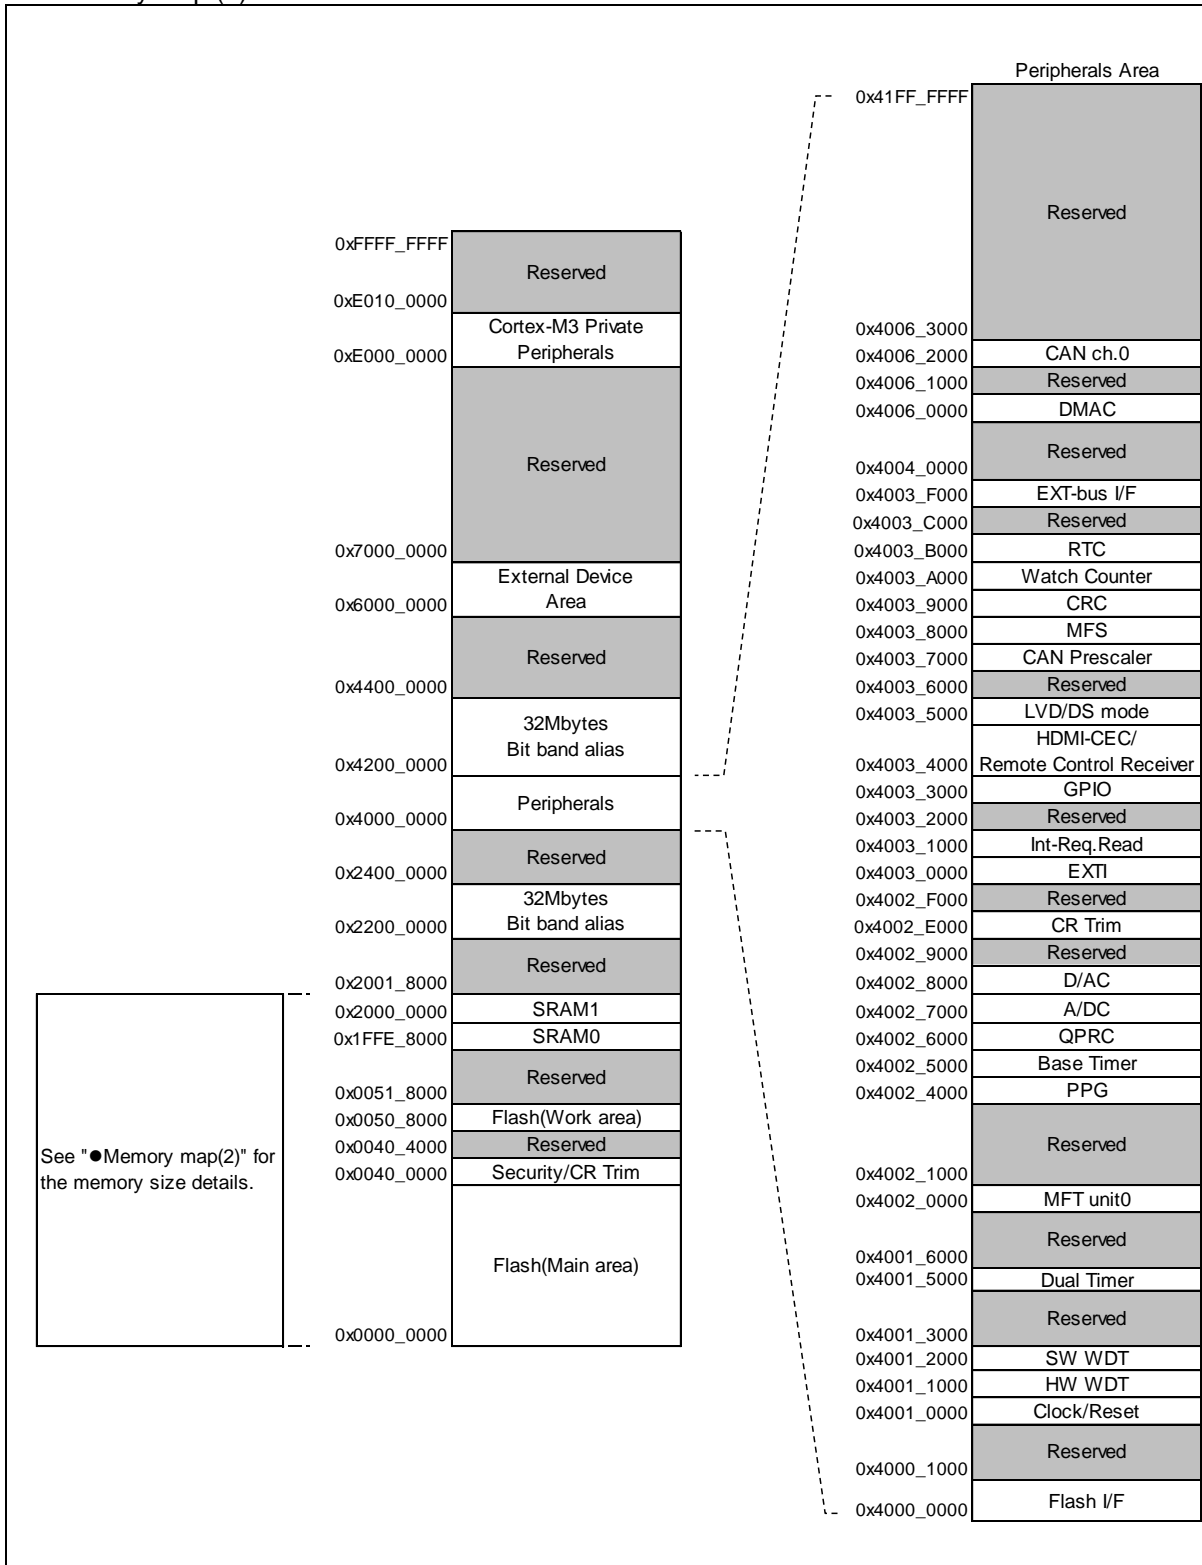 Peripherals Area
0x41FF_FFFF
Reserved
0x4006_3000
0x4006_2000 CAN ch.0
0x4006_1000 Reserved
0x4006_0000 DMAC
Reserved
0x4004_0000
0x4003_F000 EXT-bus I/F
0x4003_C000 Reserved
0x4003_B000 RTC
0x4003_A000 Watch Counter
0x4003_9000 CRC
0x4003_8000 MFS
0x4003_7000 CAN Prescaler
0x4003_6000 Reserved
0x4003_5000 LVD/DS mode
HDMI-CEC/
0x4003_4000 Remote Control Receiver
0x4003_3000 GPIO
0x4003_2000 Reserved
0x4003_1000 Int-Req.Read
0x4003_0000 EXTI
0x4002_F000 Reserved
0x4002_E000 CR Trim
0x4002_9000 Reserved
0x4002_8000 D/AC
0x4002_7000 A/DC
0x4002_6000 QPRC
0x4002_5000 Base Timer
0x4002_4000 PPG
Reserved
0x4002_1000
0x4002_0000 MFT unit0
Reserved
0x4001_6000
0x4001_5000 Dual Timer
Reserved
0x4001_3000
0x4001_2000 SW WDT
0x4001_1000 HW WDT
0x4001_0000 Clock/Reset
Reserved
0x4000_1000
0x4000_0000 Flash I/F
0xFFFF_FFFF
Reserved
0xE010_0000
Cortex-M3 Private
0xE000_0000 Peripherals
Reserved
0x7000_0000
External Device
0x6000_0000 Area
Reserved
0x4400_0000
32Mbytes
Bit band alias
0x4200_0000
Peripherals
0x4000_0000
Reserved
0x2400_0000
32Mbytes
0x2200_0000 Bit band alias
Reserved
0x2001_8000
0x2000_0000 SRAM1
0x1FFE_8000 SRAM0
Reserved
0x0051_8000
0x0050_8000 Flash(Work area)
0x0040_4000 Reserved
0x0040_0000 Security/CR Trim
Flash(Main area)
0x0000_0000
See "●Memory map(2)" for
the memory size details.